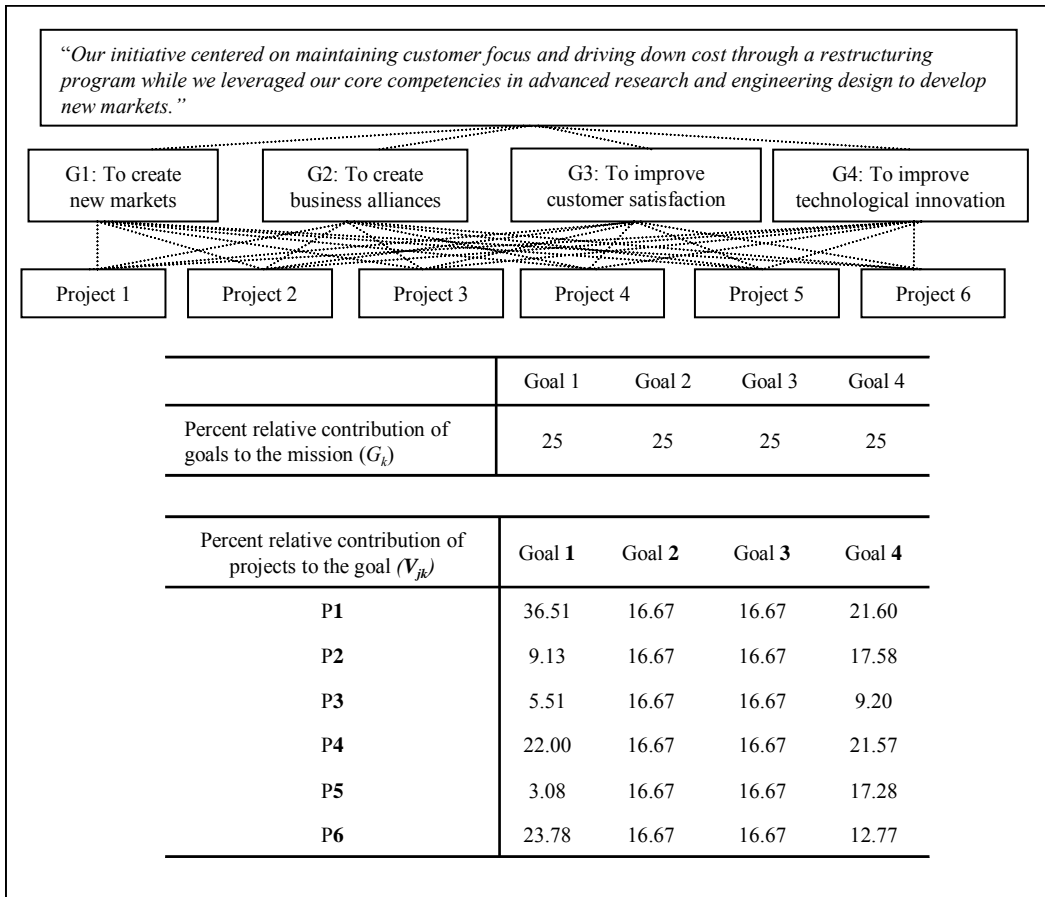 “Our initiative centered on maintaining customer focus and driving down cost through a restructuring
program while we leveraged our core competencies in advanced research and engineering design to develop
new markets.”
G1: To create
new markets
G2: To create
business alliances
G3: To improve
customer satisfaction
G4: To improve
technological innovation
Project 1 Project 2 Project 3 Project 4 Project 5 Project 6
Goal 1 Goal 2 Goal 3 Goal 4
Percent relative contribution of
goals to the mission (Gk) 25 25 25 25
Percent relative contribution of
projects to the goal (Vjk) Goal 1 Goal 2 Goal 3 Goal 4
P1 36.51 16.67 16.67 21.60
P2 9.13 16.67 16.67 17.58
P3 5.51 16.67 16.67 9.20
P4 22.00 16.67 16.67 21.57
P5 3.08 16.67 16.67 17.28
P6 23.78 16.67 16.67 12.77